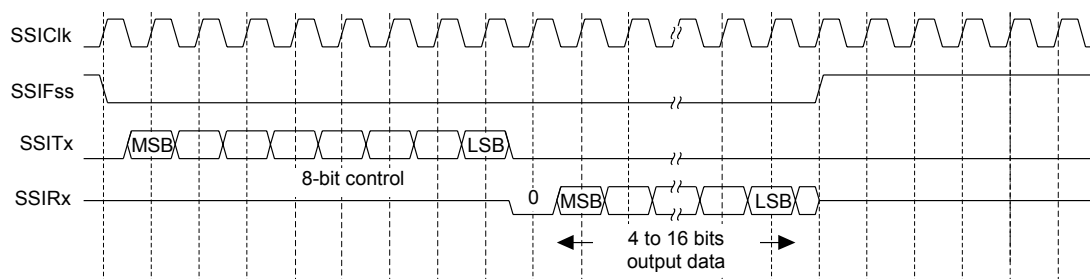 SSIClk
SSIFss
SSITx
MSB
LSB
8-bit control
SSIRx
0
MSB
LSB
4 to 16 bits
output data